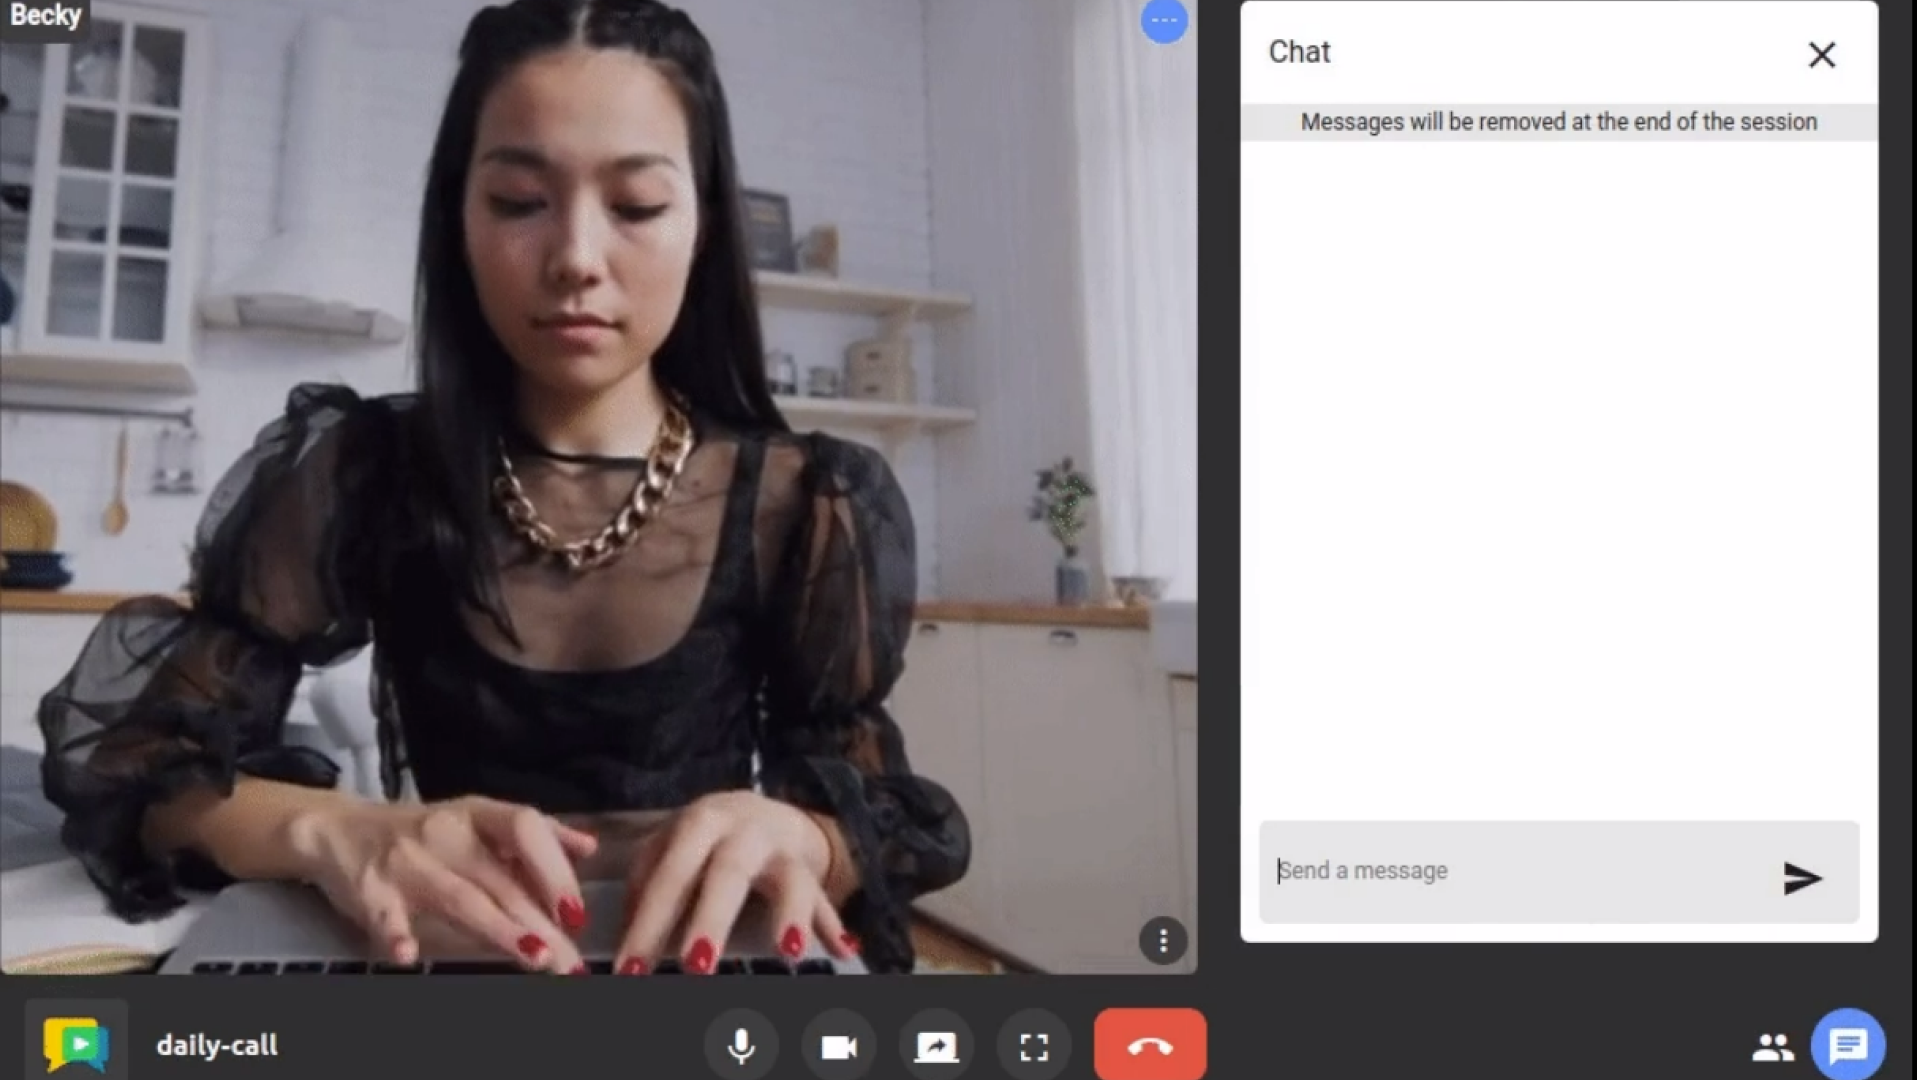 Becky
Chat
Messages will be removed at the end of the session
Send a message
daily-call